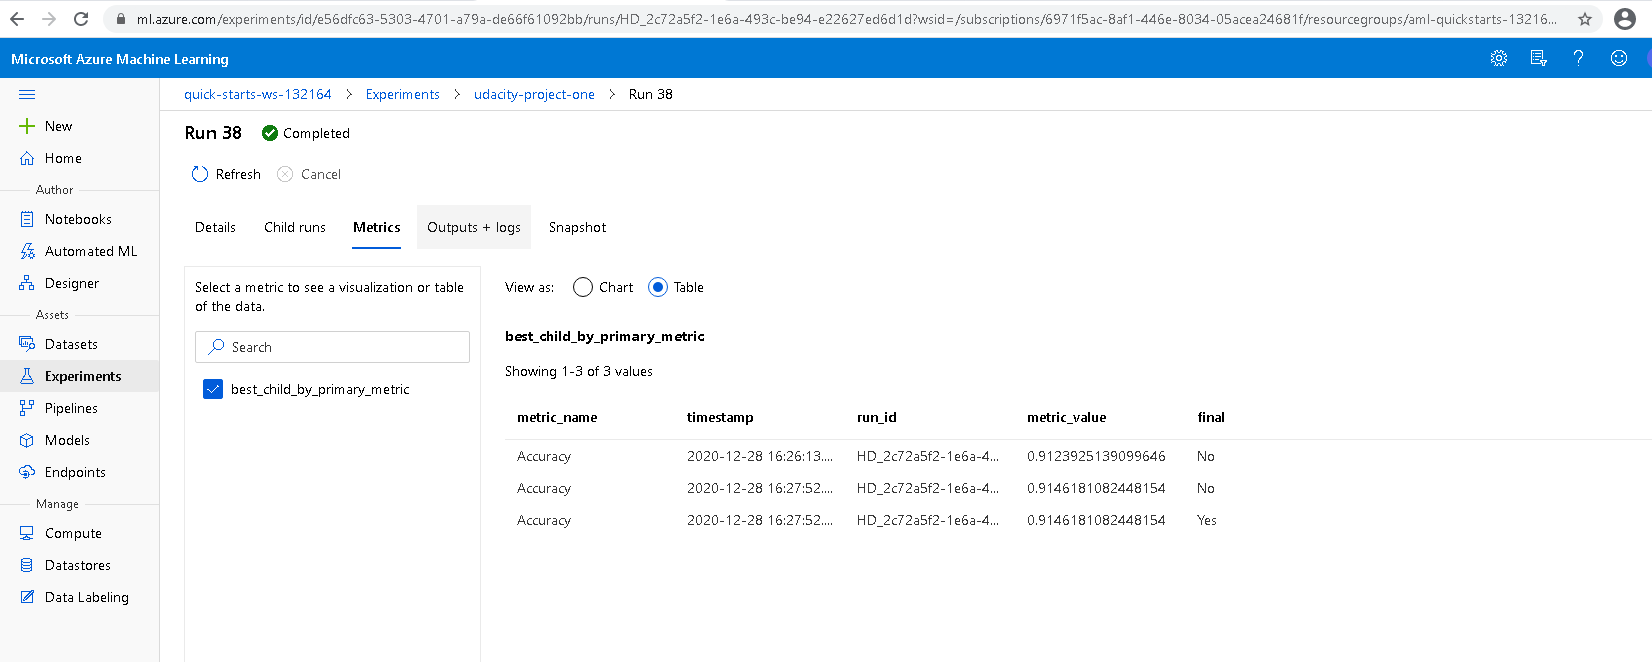 ml.azure.com/experiments/id/e56dfc63-5303-4701-a79a-de66f61092bb/runs/HD_2c72a5f2-1e6a-493c-be94-e22627ed6d1d?wsid=/subscriptions/6971f5ac-8af1-446e-8034-05acea24681f/resourcegroups/aml-quickstarts-13216...
Microsoft Azure Machine Learning
quick-starts-ws-132164 > Experiments > udacity-project-one > Run 38
New
Home
Author
Notebooks
Automated ML
Designer
Assets
Datasets
Experiments
Pipelines
Models
Endpoints
Manage
Compute
Datastores
Data Labeling
Run 38 Completed
Refresh Cancel
Details Child runs Metrics Outputs + logs Snapshot
Select a metric to see a visualization or table
of the data.
Search
best_child_by_primary_metric
View as: Chart Table
best_child_by_primary_metric
Showing 1-3 of 3 values
metric_name timestamp run_id metric_value final
Accuracy 2020-12-28 16:26:13.... HD_2c72a5f2-1e6a-4... 0.9123925139099646 No
Accuracy 2020-12-28 16:27:52.... HD_2c72a5f2-1e6a-4... 0.9146181082448154 No
Accuracy 2020-12-28 16:27:52.... HD_2c72a5f2-1e6a-4... 0.9146181082448154 Yes